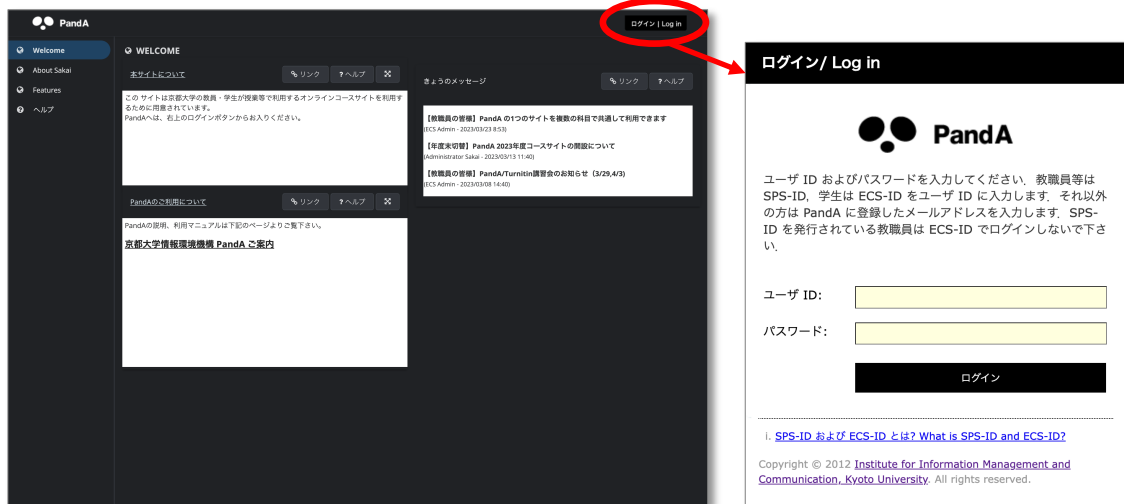 PandA
ログイン | Log in
Welcome
About Sakai
Features
ヘルプ
WELCOME
本サイトについて
リンク
?ヘルプ
この サイトは京都大学の教員・学生が授業等で利用するオンラインコースサイトを利用す
るために用意されています。
PandAへは、右上のログインボタンからお入りください。
PandAのご利用について
リンク
?ヘルプ
PandAの説明、利用マニュアルは下記のページよりご覧下さい。
京都大学情報環境機構 PandA ご案内
きょうのメッセージ
リンク
?ヘルプ
【教職員の皆様】PandA の1つのサイトを複数の科目で共通して利用できます
(ECS Admin - 2023/03/23 8:53)
【年度末切替】PandA 2023年度コースサイトの開設について
(Administrator Sakai - 2023/03/13 11:40)
【教職員の皆様】PandA/Turnitin講習会のお知らせ（3/29,4/3)
(ECS Admin - 2023/03/08 14:40)
ログイン/ Log in
PandA
ユーザ ID およびパスワードを入力してください．教職員等は
SPS-ID，学生は ECS-ID をユーザ ID に入力します．それ以外
の方は PandA に登録したメールアドレスを入力します．SPS-
ID を発行されている教職員は ECS-ID でログインしないで下さ
い．
ユーザ ID:
パスワード:
ログイン
i. SPS-ID および ECS-ID とは? What is SPS-ID and ECS-ID?
Copyright © 2012 Institute for Information Management and
Communication, Kyoto University. All rights reserved.